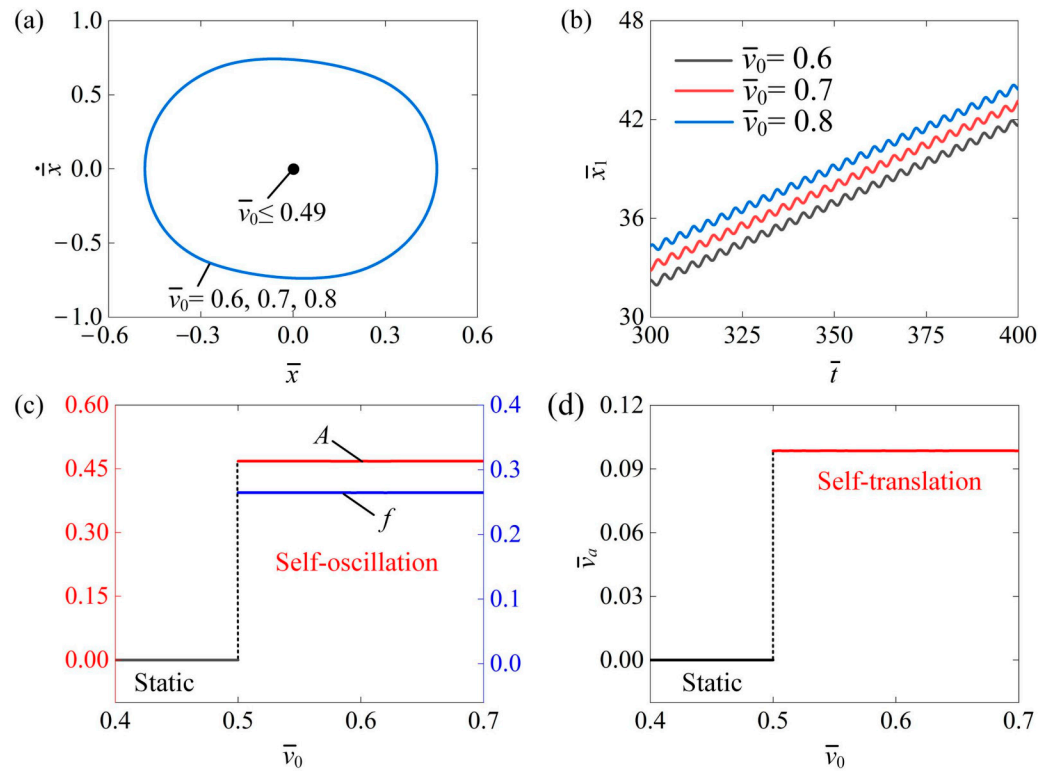 (a)
1.0
0.5
0.0
−0.5
−1.0
ẋ̅
v̅₀≤ 0.49
v̅₀= 0.6, 0.7, 0.8
−0.6
−0.3
0.0
0.3
0.6
x̅
(b)
48
42
36
30
x̅₁
v̅₀= 0.6
v̅₀= 0.7
v̅₀= 0.8
300
325
350
375
400
t̅
(c)
0.60
0.45
0.30
0.15
0.00
A
f
Self-oscillation
Static
0.4
0.3
0.2
0.1
0.0
0.4
0.5
0.6
0.7
v̅₀
(d)
0.12
0.09
0.06
0.03
0.00
v̅ₐ
Self-translation
Static
0.4
0.5
0.6
0.7
v̅₀